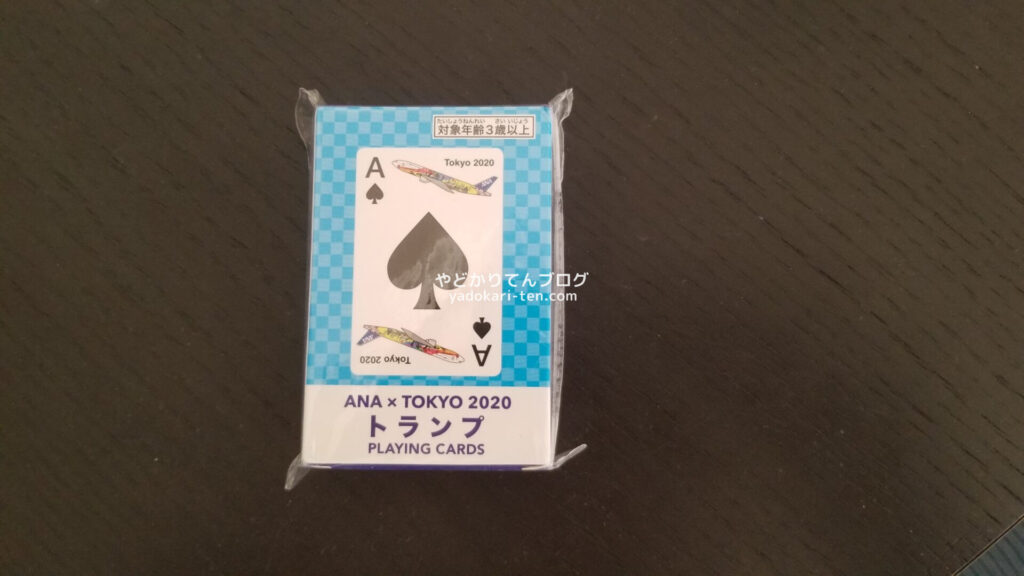 たいしょうねんれい さいいじょう
対象年齢3歳以上
A
Tokyo 2020
やどかりてんブログ
-yadokari-ten.com
A
Tokyo 2020
ANA × TOKYO 2020
トランプ
PLAYING CARDS